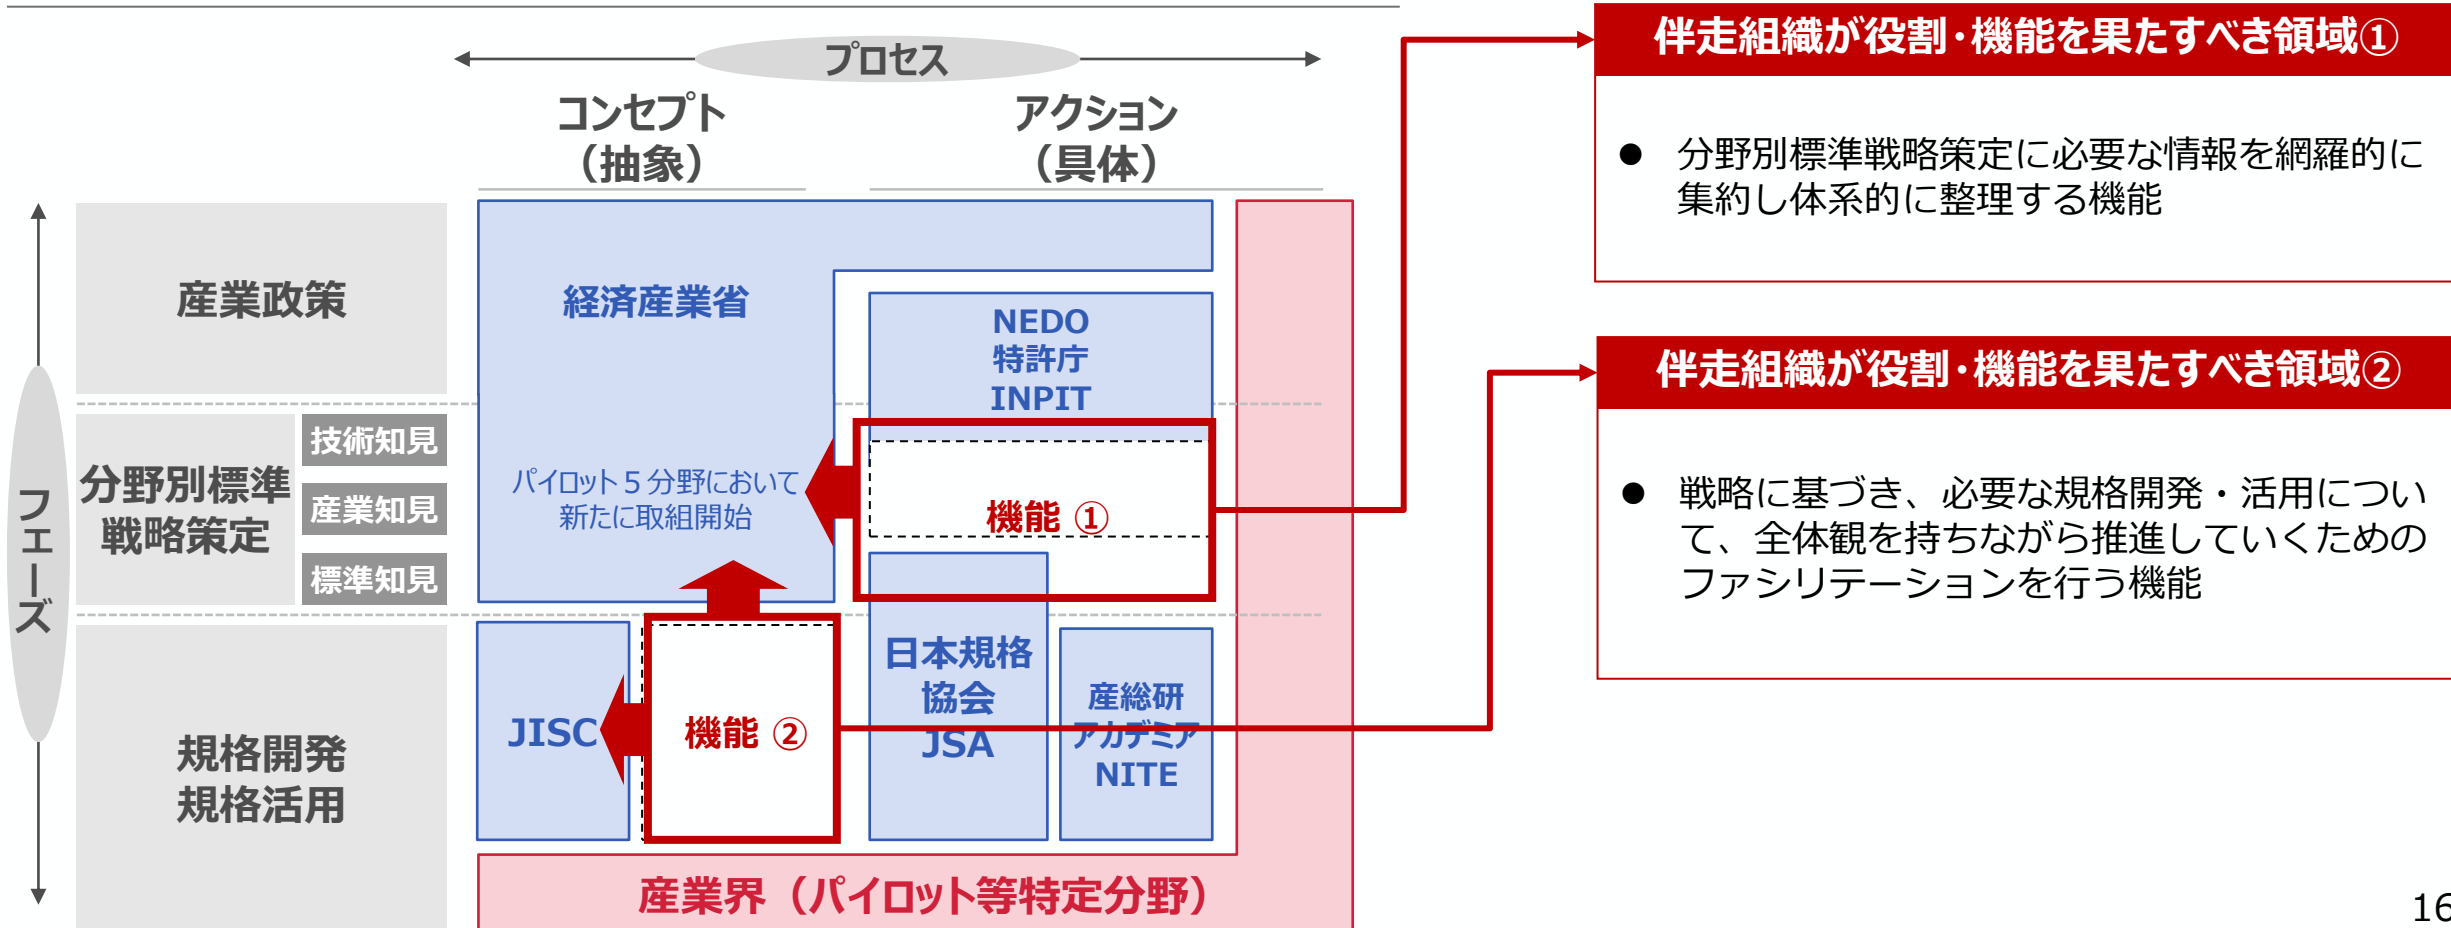 プロセス
コンセプト
（抽象）
アクション
（具体）
フェーズ
産業政策
分野別標準
戦略策定
技術知見
産業知見
標準知見
規格開発
規格活用
経済産業省
パイロット５分野において
新たに取組開始
NEDO
特許庁
INPIT
機能 ①
JISC
機能 ②
日本規格
協会
JSA
産総研
アカデミア
NITE
産業界（パイロット等特定分野）
伴走組織が役割・機能を果たすべき領域①
● 分野別標準戦略策定に必要な情報を網羅的に
集約し体系的に整理する機能
伴走組織が役割・機能を果たすべき領域②
● 戦略に基づき、必要な規格開発・活用につい
て、全体観を持ちながら推進していくための
ファシリテーションを行う機能
16